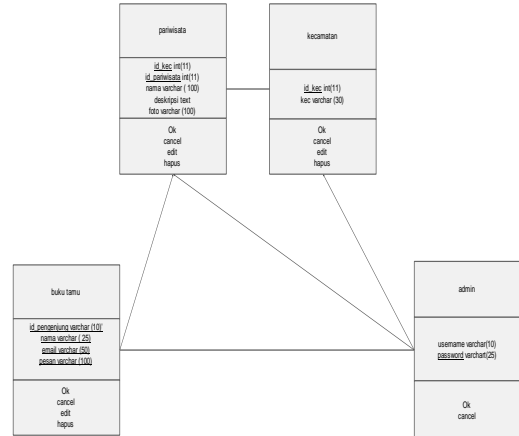 pariwisata
id_kec int(11)
id_pariwisata int(11)
nama varchar ( 100)
deskripsi text
foto varchar (100)
Ok
cancel
edit
hapus
kecamatan
id_kec int(11)
kec varchar (30)
Ok
cancel
edit
hapus
buku tamu
id_pengenjung varchar (10)'
nama varchar ( 25)
email varchar (50)
pesan varchar (100)
Ok
cancel
edit
hapus
admin
username varchar(10)
password varchart(25)
Ok
cancel